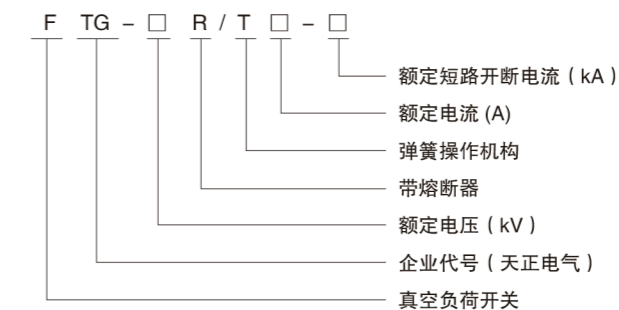 F TG – □ R / T □ – □
额定短路开断电流（kA）
额定电流 (A)
弹簧操作机构
带熔断器
额定电压（kV）
企业代号（天正电气）
真空负荷开关